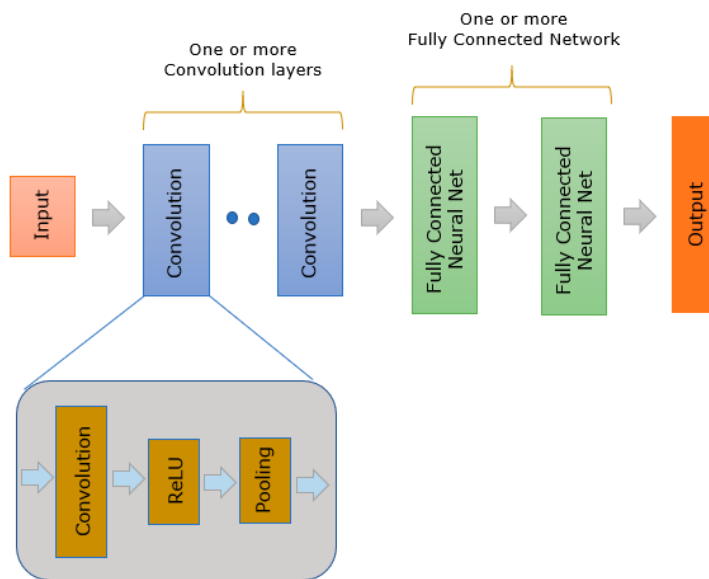 One or more
Convolution layers
One or more
Fully Connected Network
Input
Convolution
Convolution
Fully Connected
Neural Net
Fully Connected
Neural Net
Output
Convolution
ReLU
Pooling